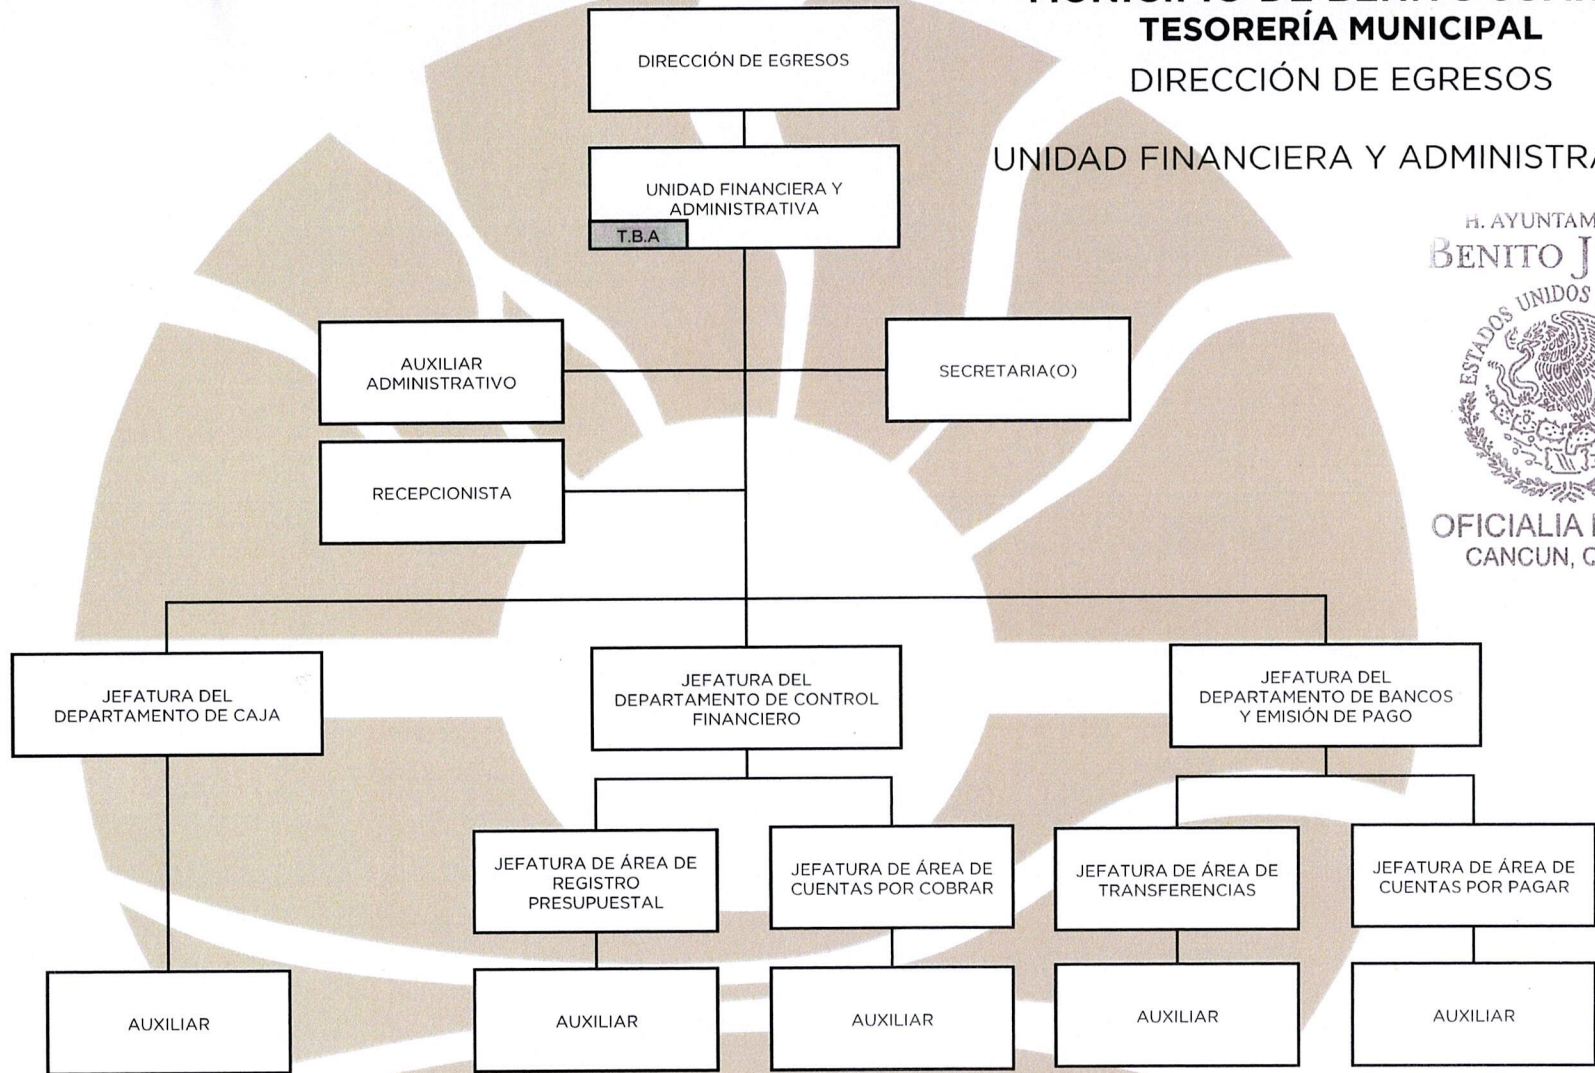 MUNICIPIO DE BENITO
TESORERÍA MUNICIPAL
DIRECCIÓN DE EGRESOS
UNIDAD FINANCIERA Y
H. 
BENITO
ESTADOS UNIDOS
OFICIALIA
CANCUN,
DIRECCIÓN DE EGRESOS
UNIDAD FINANCIERA Y
ADMINISTRATIVA
T.B.A
AUXILIAR
ADMINISTRATIVO
SECRETARIA(O)
RECEPCIONISTA
JEFATURA DEL
DEPARTAMENTO DE CAJA
JEFATURA DEL
DEPARTAMENTO DE CONTROL
FINANCIERO
JEFATURA DEL
DEPARTAMENTO DE BANCOS
Y EMISIÓN DE PAGO
JEFATURA DE ÁREA DE
REGISTRO
PRESUPUESTAL
JEFATURA DE ÁREA DE
CUENTAS POR COBRAR
JEFATURA DE ÁREA DE
TRANSFERENCIAS
JEFATURA DE ÁREA DE
CUENTAS POR PAGAR
AUXILIAR
AUXILIAR
AUXILIAR
AUXILIAR
AUXILIAR